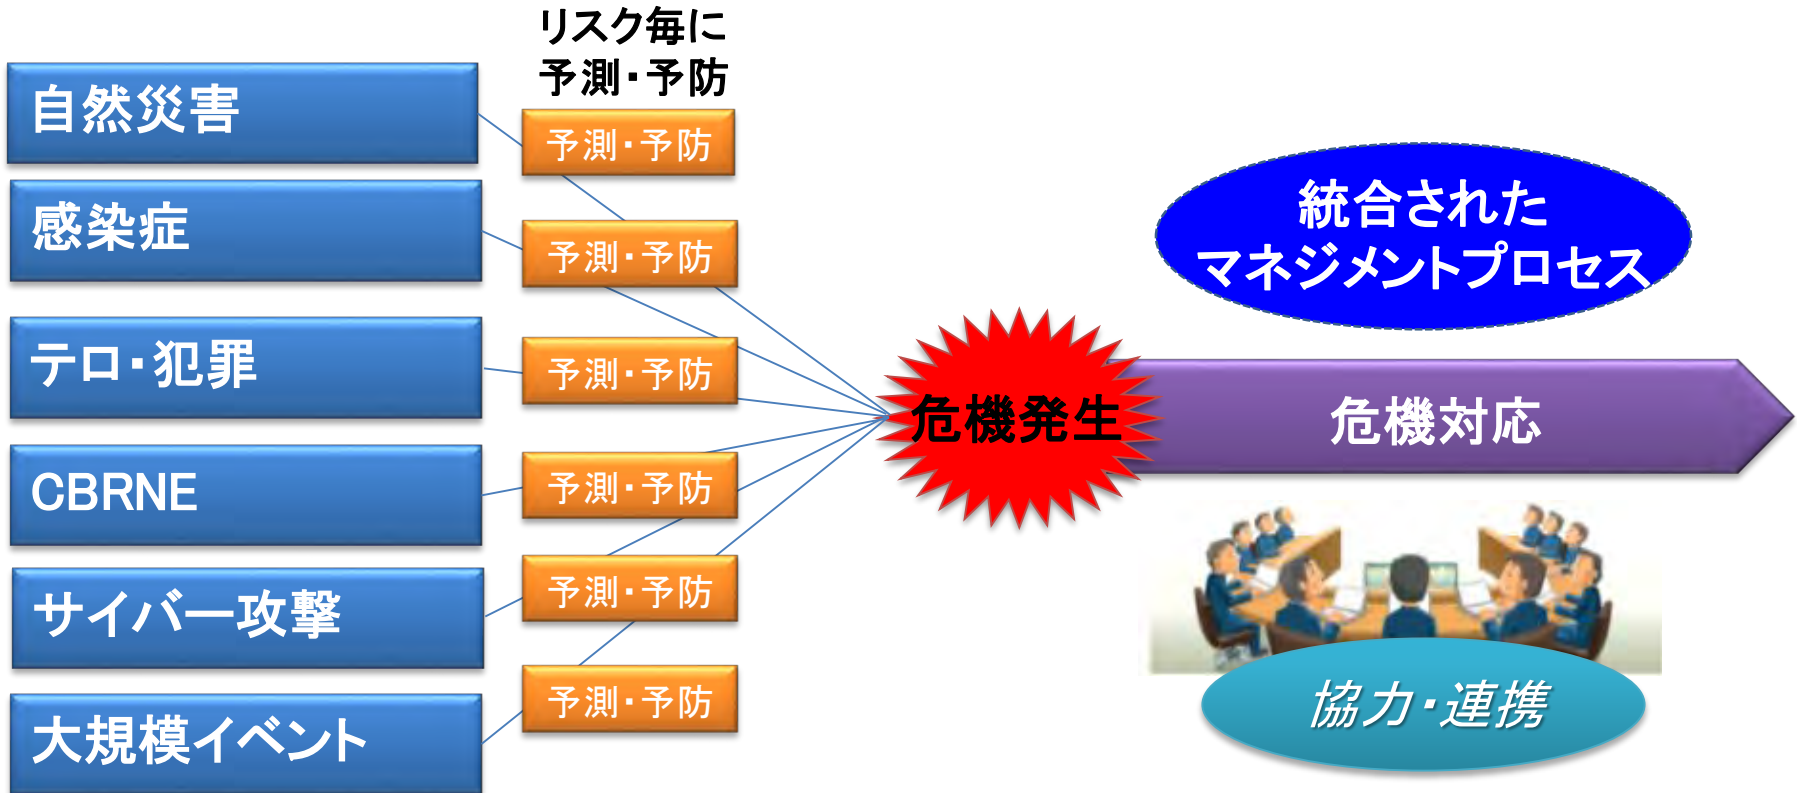 リスク毎に
予測・予防
自然災害
予測・予防
感染症
予測・予防
テロ・犯罪
予測・予防
CBRNE
予測・予防
サイバー攻撃
予測・予防
大規模イベント
予測・予防
危機発生
統合された
マネジメントプロセス
危機対応
協力・連携